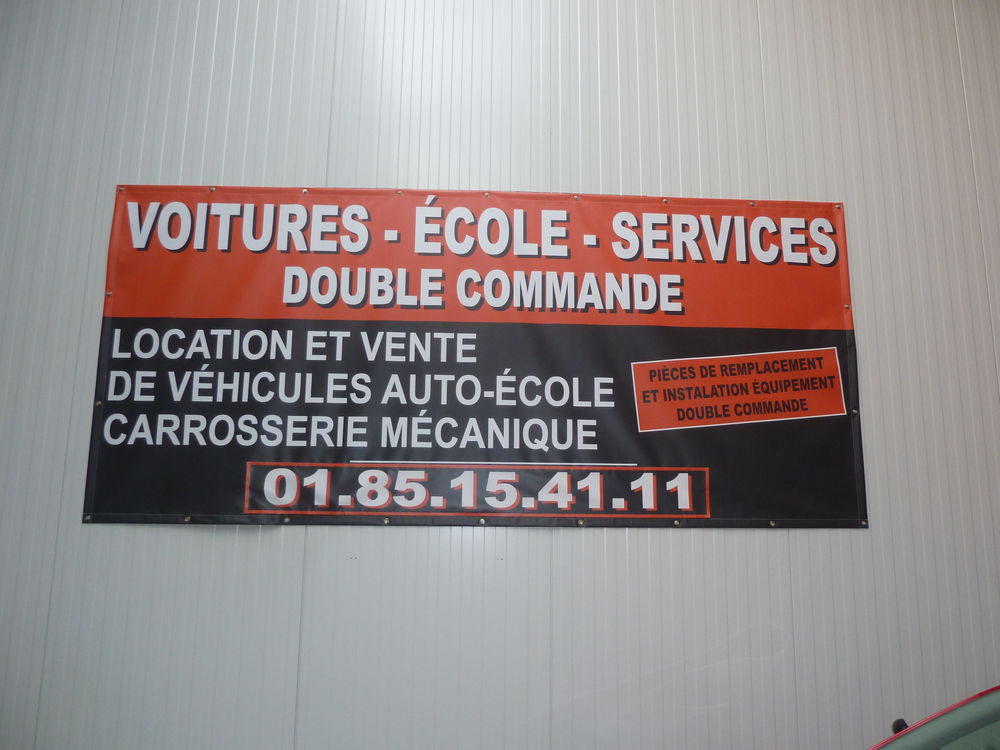 VOITURES - ÉCOLE - SERVICES
DOUBLE COMMANDE
LOCATION ET VENTE
DE VÉHICULES AUTO-ÉCOLE
CARROSSERIE MÉCANIQUE
PIÈCES DE REMPLACEMENT
ET INSTALATION ÉQUIPEMENT
DOUBLE COMMANDE
01.85.15.41.11